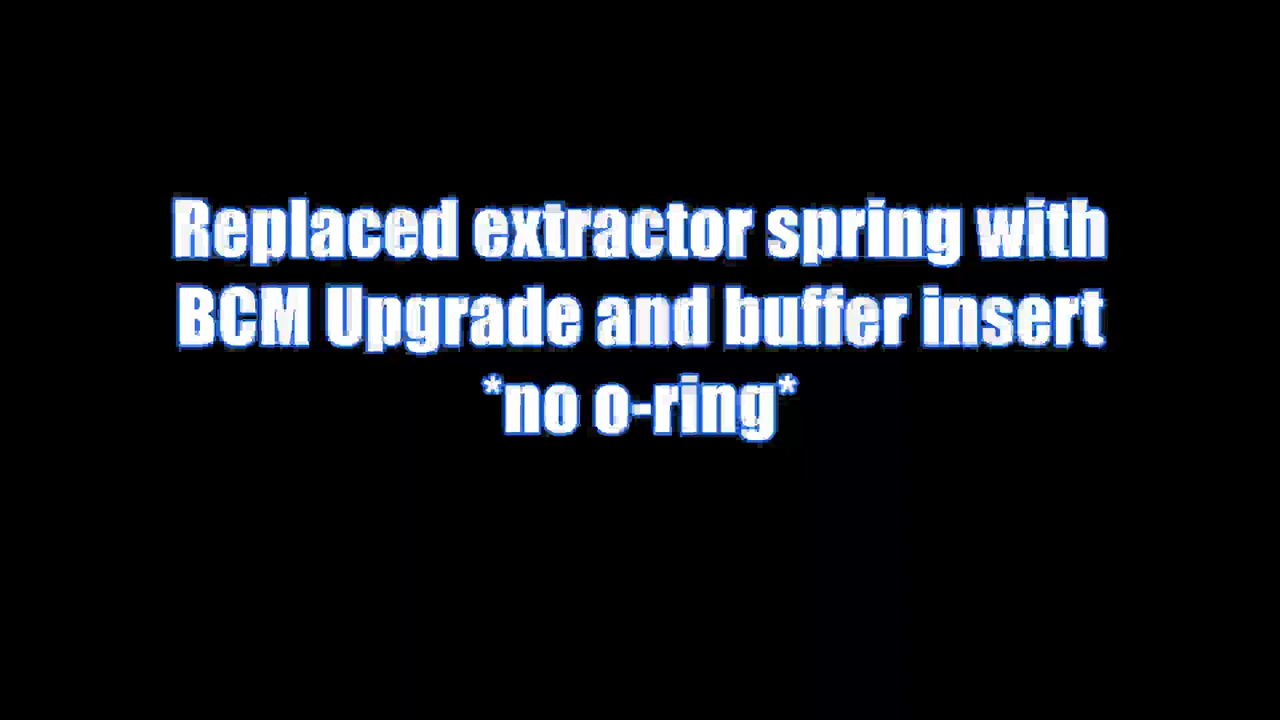 Replaced extractor spring with
BCM Upgrade and buffer insert
*no o-ring*